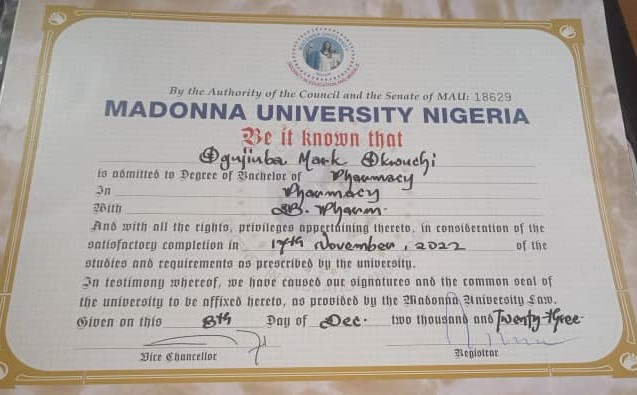 By the Authority of the Council and the Senate of MAU: 18629
MADONNA UNIVERSITY NIGERIA
Be it known that
Ogujiuba Mark Okwuchi
is admitted to Degree of Bachelor of Pharmacy
In Pharmacy
With B. Pharm.
And with all the rights, privileges appertaining thereto, in consideration of the
satisfactory completion in 17th November, 2022 of the
studies and requirements as prescribed by the university.
In testimony whereof, we have caused our signatures and the common seal of
the university to be affixed hereto, as provided by the Madonna University Law.
Given on this 8th Day of Dec. two thousand and Twenty-three.
Vice Chancellor
Registrar